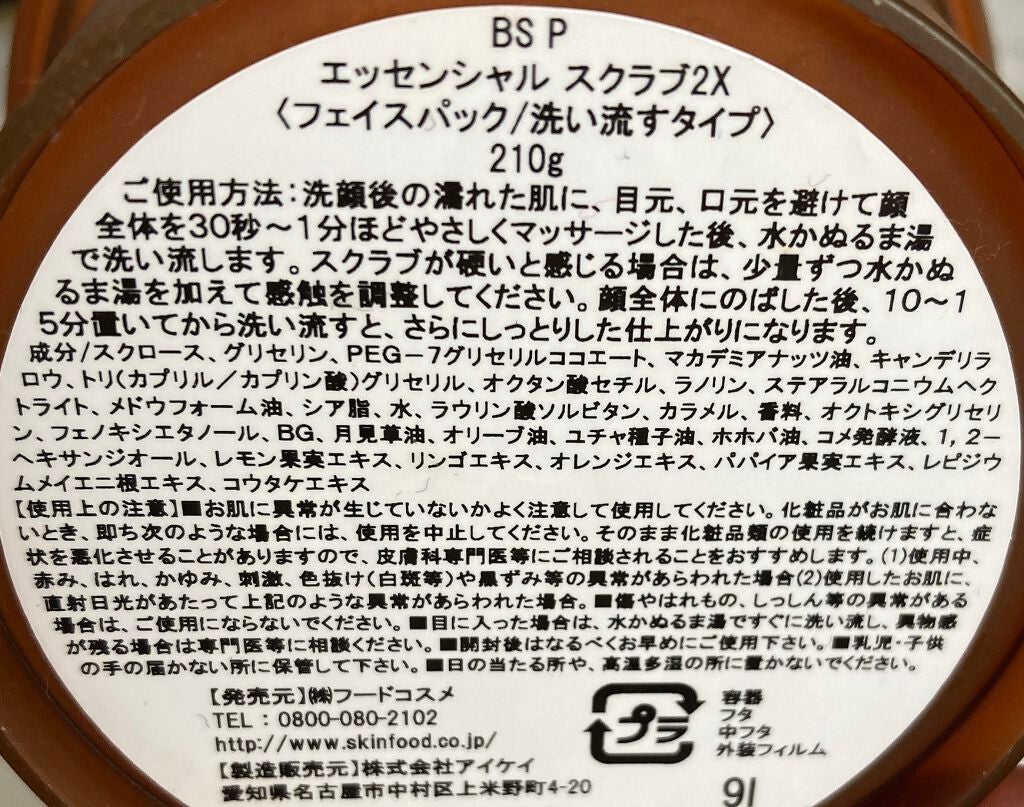 BS P
エッセンシャル スクラブ2X
〈フェイスパック/洗い流すタイプ〉
210g
ご使用方法:洗顔後の濡れた肌に、目元、口元を避けて顔
全体を30秒～1分ほどやさしくマッサージした後、水かぬるま湯
で洗い流します。スクラブが硬いと感じる場合は、少量ずつ水かぬ
るま湯を加えて感触を調整してください。顔全体にのばした後、10～1
5分置いてから洗い流すと、さらにしっとりした仕上がりになります。
成分/スクロース、グリセリン、PEG-7グリセリルココエート、マカデミアナッツ油、キャンデリラ
ロウ、トリ(カプリル/カプリン酸)グリセリル、オクタン酸セチル、ラノリン、ステアラルコニウムヘク
トライト、メドウフォーム油、シア脂、水、ラウリン酸ソルビタン、カラメル、香料、オクトキシグリセリ
ン、フェノキシエタノール、BG、月見草油、オリーブ油、ユチャ種子油、ホホバ油、コメ発酵液、1,2-
ヘキサンジオール、レモン果実エキス、リンゴエキス、オレンジエキス、パパイア果実エキス、レピジウ
ムメイエニ根エキス、コウタケエキス
【使用上の注意】■お肌に異常が生じていないかよく注意して使用してください。化粧品がお肌に合わな
いとき、即ち次のような場合には、使用を中止してください。そのまま化粧品類の使用を続けますと、症
状を悪化させることがありますので、皮膚科専門医等にご相談されることをおすすめします。(1)使用中、
赤み、はれ、かゆみ、刺激、色抜け(白斑等)や黒ずみ等の異常があらわれた場合(2)使用したお肌に、
直射日光があたって上記のような異常があらわれた場合。■傷やはれもの、しっしん等の異常がある
場合は、ご使用にならないでください。■目に入った場合は、水かぬるま湯ですぐに洗い流し、異物感
が残る場合は専門医等に相談ください。■開封後はなるべくお早めにご使用下さい。■乳児・子供
の手の届かない所に保管して下さい。■日の当たる所や、高温多湿の所に置かないでください。
【発売元】㈱フードコスメ
TEL : 0800-080-2102
http://www.skinfood.co.jp/
【製造販売元】株式会社アイケイ
愛知県名古屋市中村区上米野町4-20
プラ
容器
フタ
中フタ
外装フィルム
9I